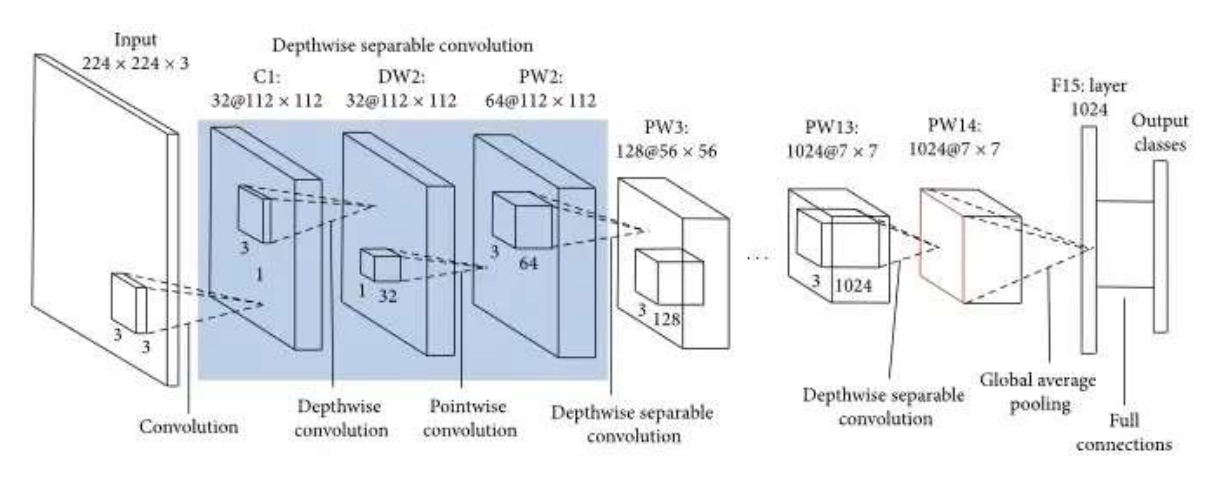 Input
224 × 224 × 3
Depthwise separable convolution
C1:
32@112 × 112
DW2:
32@112 × 112
PW2:
64@112 × 112
PW3:
128@56 × 56
PW13:
1024@7 × 7
PW14:
1024@7 × 7
F15: layer
1024
Output
classes
3
3
3
1
1
32
3
64
3
128
...
3
1024
Convolution
Depthwise
convolution
Pointwise
convolution
Depthwise separable
convolution
Depthwise separable
convolution
Global average
pooling
Full
connections